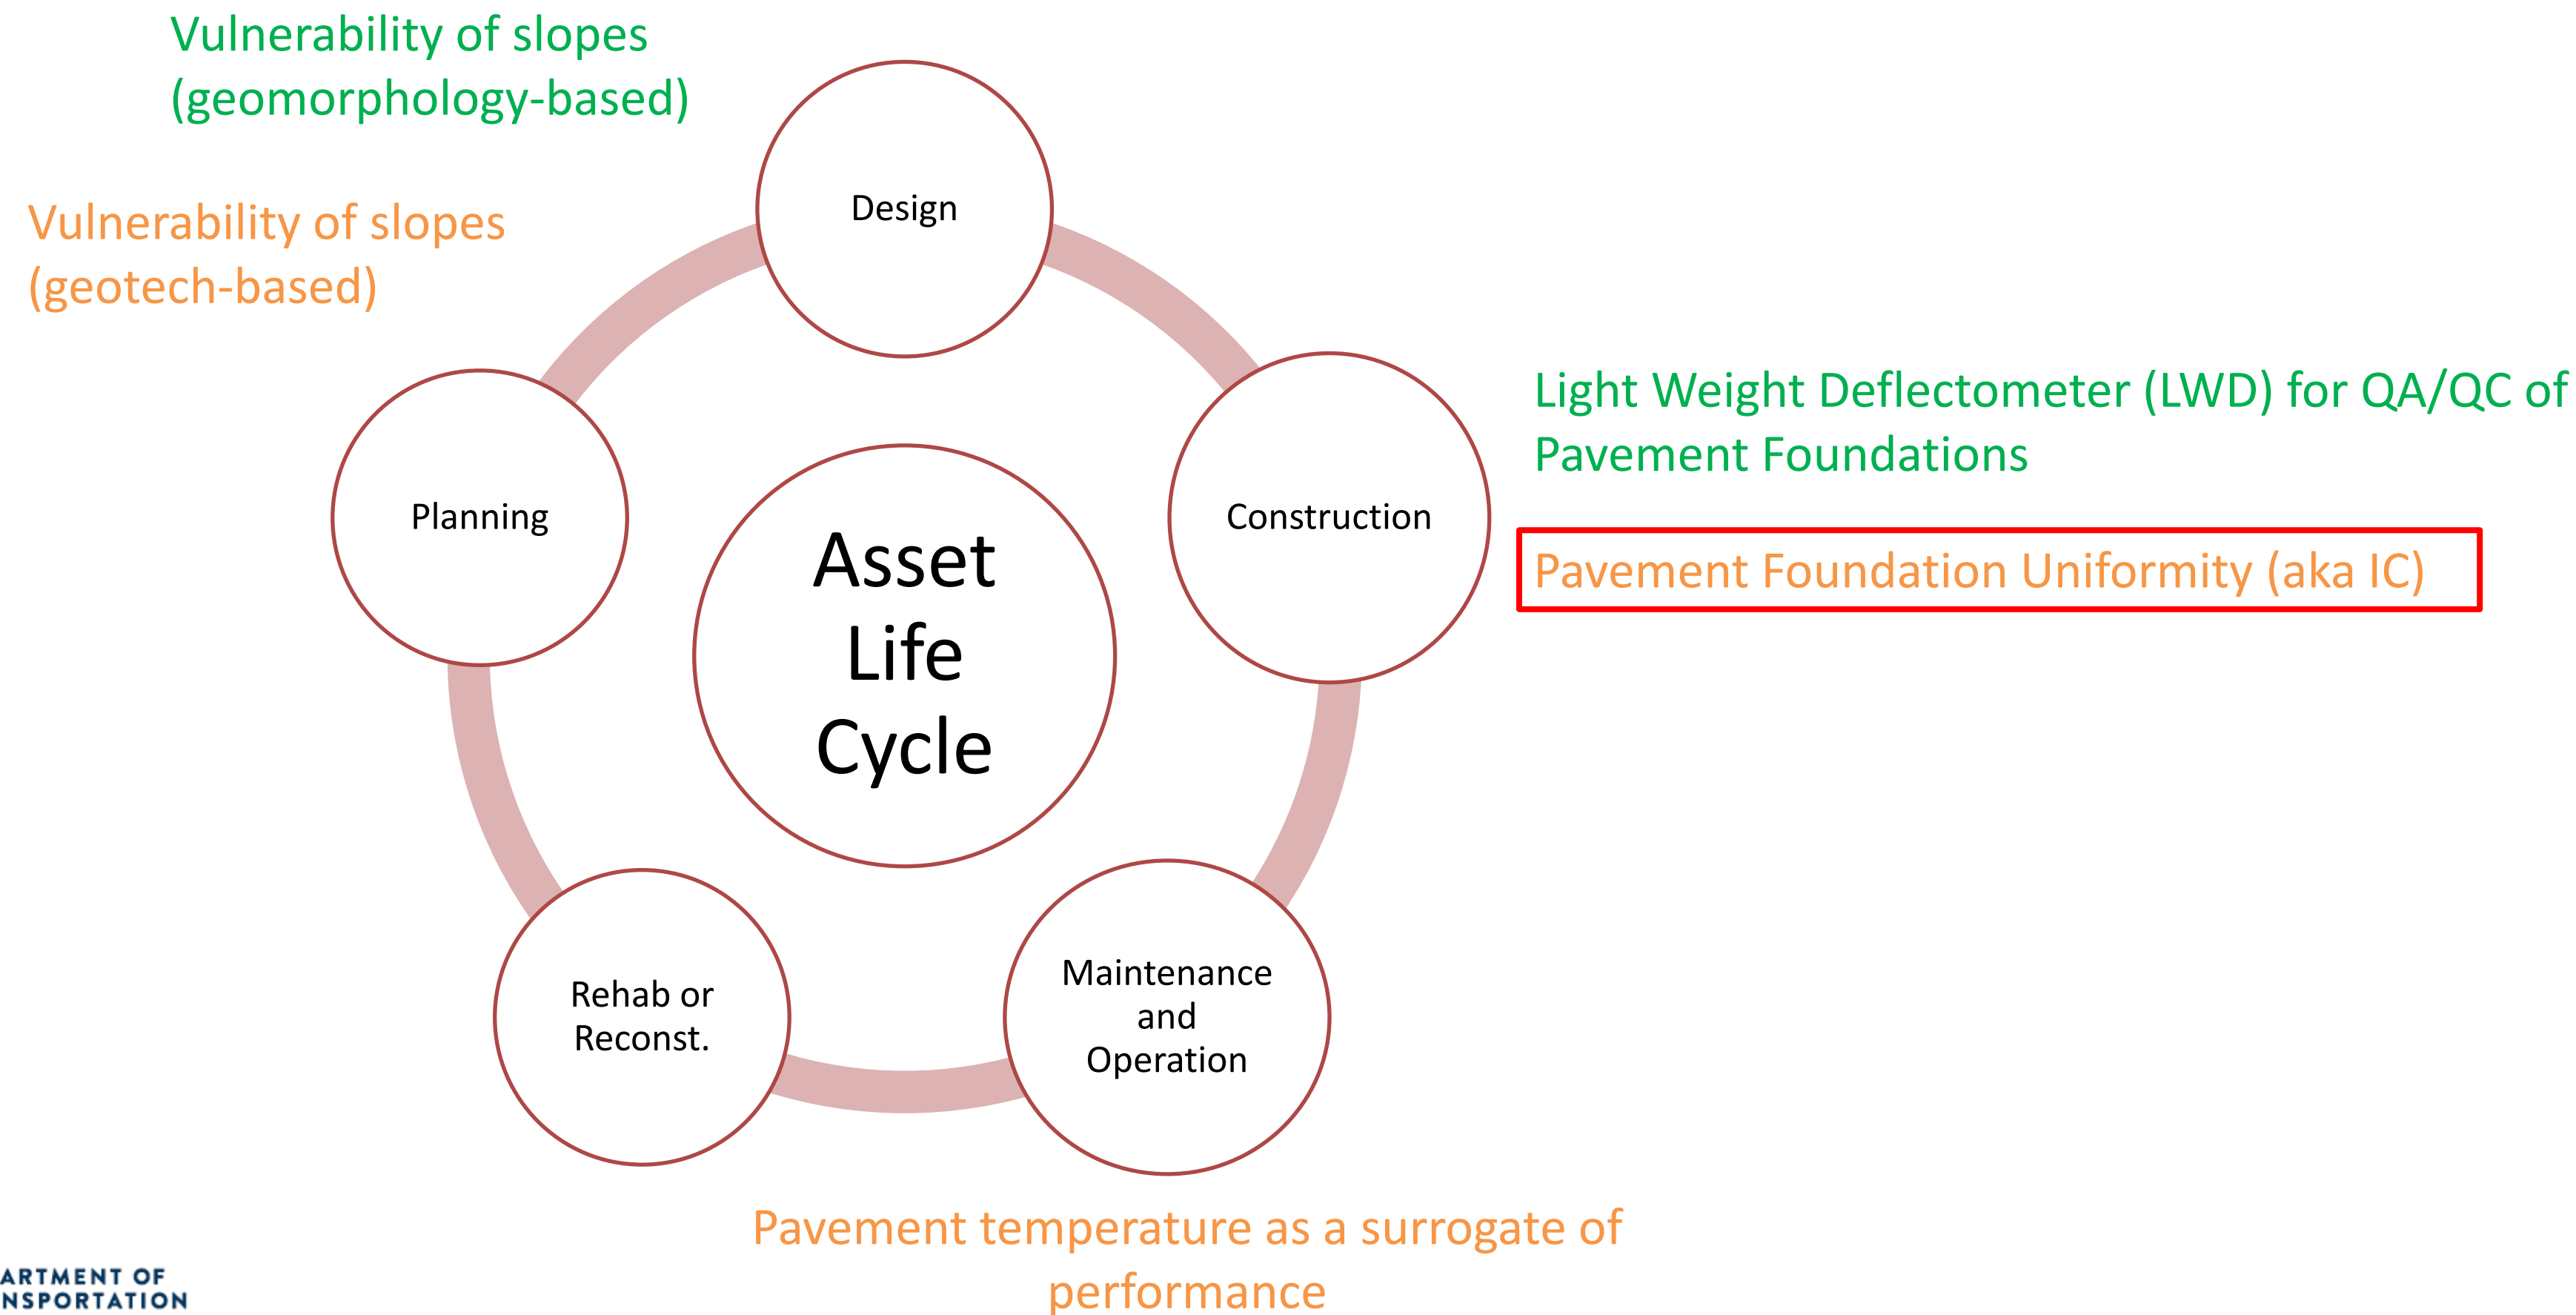 Vulnerability of slopes
(geomorphology-based)
Vulnerability of slopes
(geotech-based)
Design
Planning
Construction
Asset
Life
Cycle
Light Weight Deflectometer (LWD) for QA/QC of
Pavement Foundations
Pavement Foundation Uniformity (aka IC)
Rehab or
Reconst.
Maintenance
and
Operation
Pavement temperature as a surrogate of
performance
ARTMENT OF
NSPORTATION